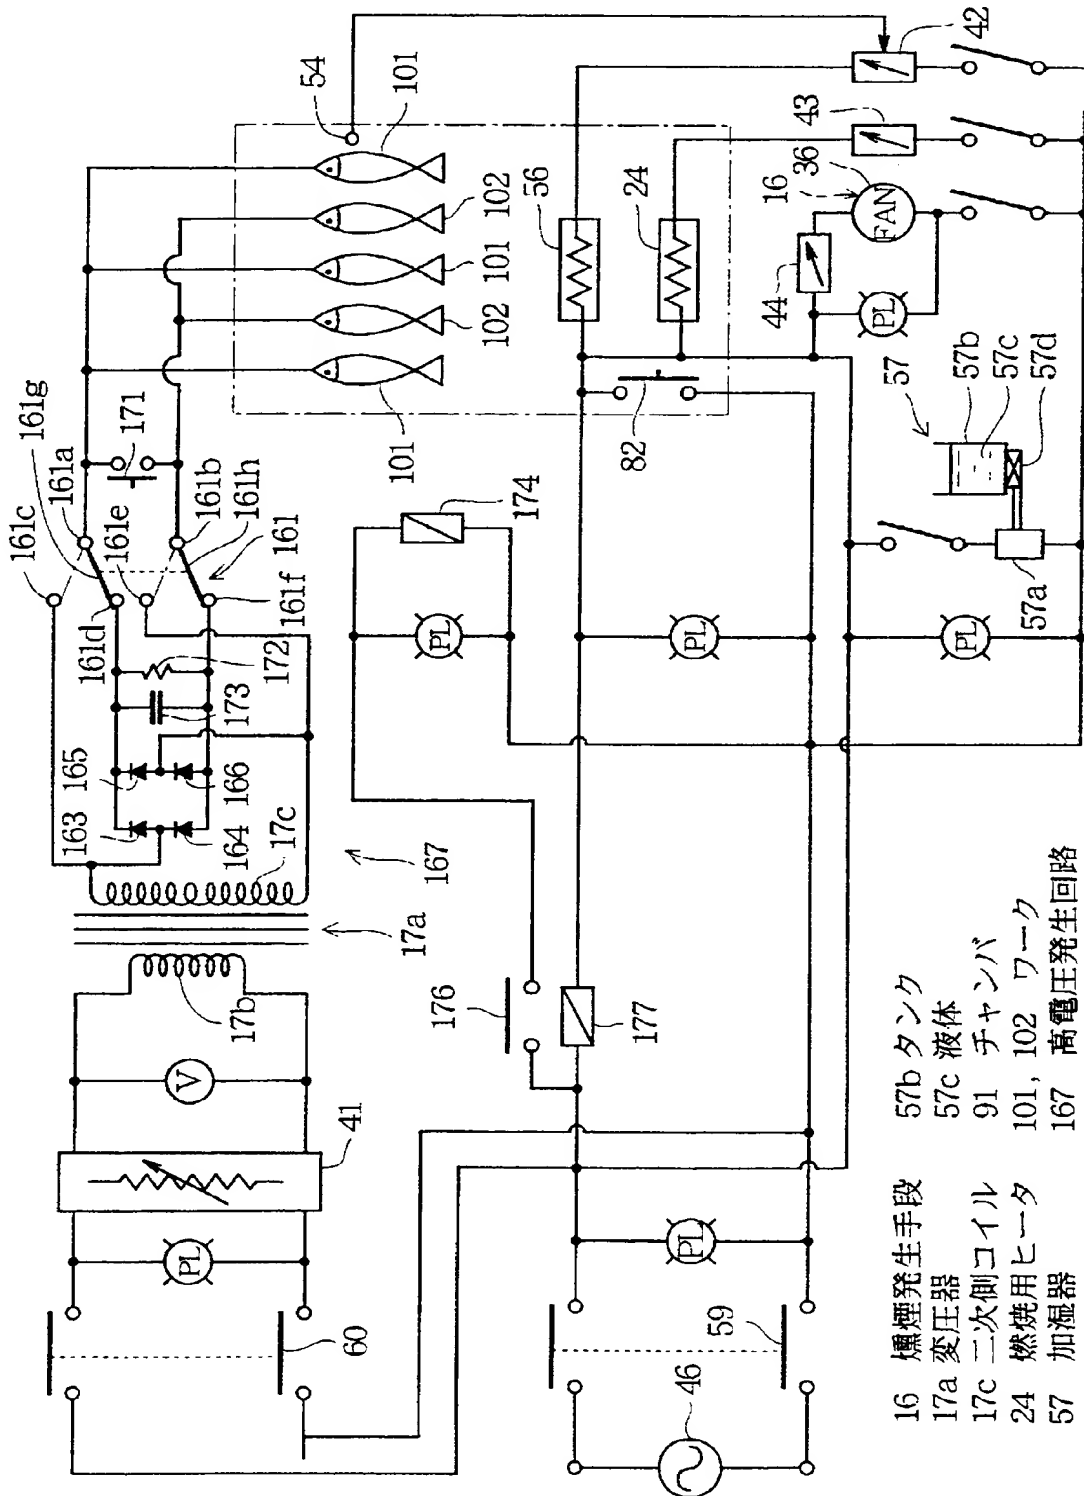 161c
163
165
161d
161a
161g
171
PL
V
17b
161e
172
173
161b
161h
161
161f
166
164
17c
54
101
60
41
17a
167
102
101
102
101
101
176
174
PL
59
177
82
56
24
46
PL
PL
44
16
36
43
42
FAN
PL
57
57b
57c
57d
57a
PL
16 燻煙発生手段
17a 変圧器
17c 二次側コイル
24 燃焼用ヒータ
57 加湿器
57b タンク
57c 液体
91 チャンバ
101, 102 ワーク
167 高電圧発生回路